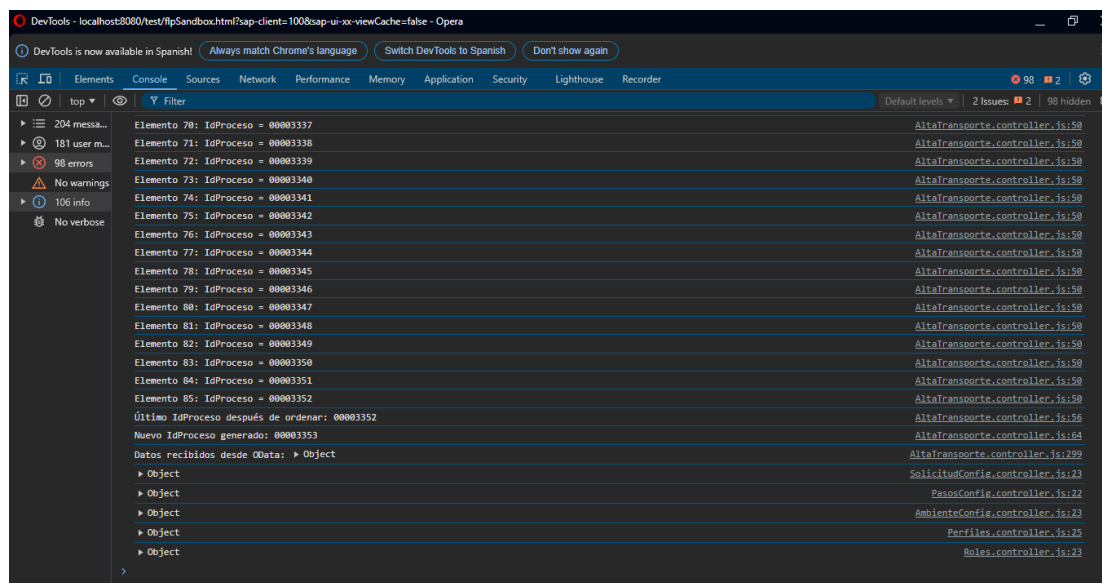 DevTools - localhost:8080/test/flpSandbox.html?sap-client=100&sap-ui-xx-viewCache=false - Opera
DevTools is now available in Spanish! Always match Chrome's language Switch DevTools to Spanish Don't show again
Elements Console Sources Network Performance Memory Application Security Lighthouse Recorder 98 2
top Filter Default levels 2 Issues: 2 98 hidden
204 messa...
181 user m...
98 errors
No warnings
106 info
No verbose
Elemento 70: IdProceso = 00003337 AltaTransporte.controller.js:50
Elemento 71: IdProceso = 00003338 AltaTransporte.controller.js:50
Elemento 72: IdProceso = 00003339 AltaTransporte.controller.js:50
Elemento 73: IdProceso = 00003340 AltaTransporte.controller.js:50
Elemento 74: IdProceso = 00003341 AltaTransporte.controller.js:50
Elemento 75: IdProceso = 00003342 AltaTransporte.controller.js:50
Elemento 76: IdProceso = 00003343 AltaTransporte.controller.js:50
Elemento 77: IdProceso = 00003344 AltaTransporte.controller.js:50
Elemento 78: IdProceso = 00003345 AltaTransporte.controller.js:50
Elemento 79: IdProceso = 00003346 AltaTransporte.controller.js:50
Elemento 80: IdProceso = 00003347 AltaTransporte.controller.js:50
Elemento 81: IdProceso = 00003348 AltaTransporte.controller.js:50
Elemento 82: IdProceso = 00003349 AltaTransporte.controller.js:50
Elemento 83: IdProceso = 00003350 AltaTransporte.controller.js:50
Elemento 84: IdProceso = 00003351 AltaTransporte.controller.js:50
Elemento 85: IdProceso = 00003352 AltaTransporte.controller.js:50
Último IdProceso después de ordenar: 00003352 AltaTransporte.controller.js:56
Nuevo IdProceso generado: 00003353 AltaTransporte.controller.js:64
Datos recibidos desde OData: Object AltaTransporte.controller.js:299
Object SolicitudConfig.controller.js:23
Object PasosConfig.controller.js:22
Object AmbienteConfig.controller.js:23
Object Perfiles.controller.js:25
Object Roles.controller.js:23